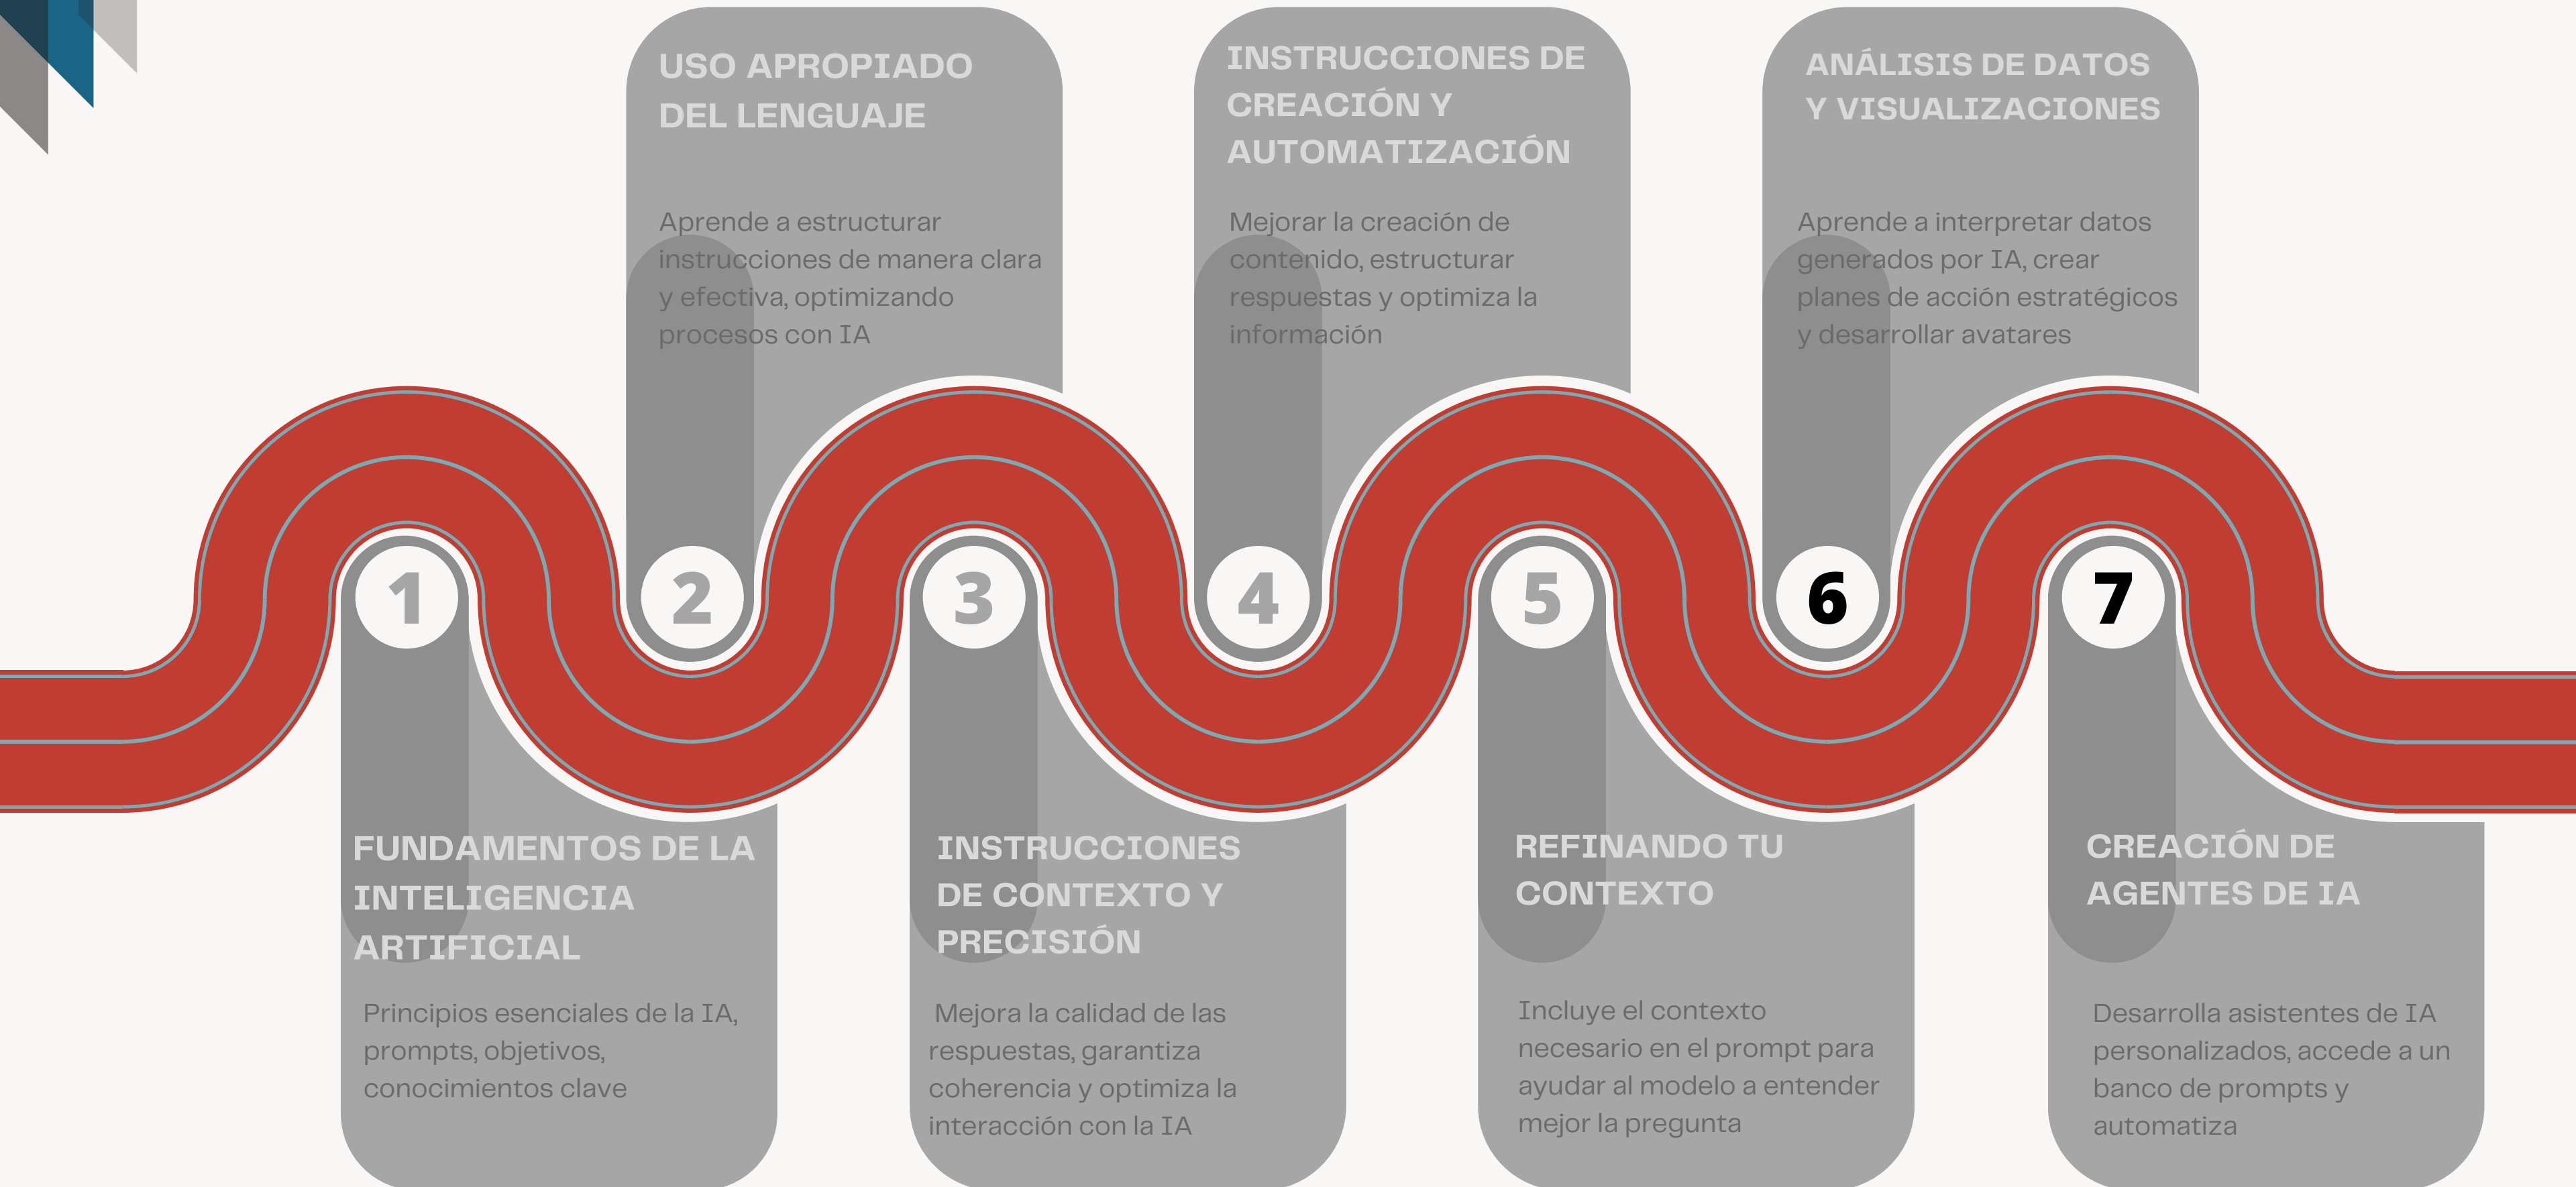 USO APROPIADO
DEL LENGUAJE
Aprende a estructurar
instrucciones de manera clara
y efectiva, optimizando
procesos con IA
INSTRUCCIONES DE
CREACIÓN Y
AUTOMATIZACIÓN
Mejorar la creación de
contenido, estructurar
respuestas y optimiza la
información
ANÁLISIS DE DATOS
Y VISUALIZACIONES
Aprende a interpretar datos
generados por IA, crear
planes de acción estratégicos
y desarrollar avatares
1
2
3
4
5
6
7
FUNDAMENTOS DE LA
INTELIGENCIA
ARTIFICIAL
Principios esenciales de la IA,
prompts, objetivos,
conocimientos clave
INSTRUCCIONES
DE CONTEXTO Y
PRECISIÓN
Mejora la calidad de las
respuestas, garantiza
coherencia y optimiza la
interacción con la IA
REFINANDO TU
CONTEXTO
Incluye el contexto
necesario en el prompt para
ayudar al modelo a entender
mejor la pregunta
CREACIÓN DE
AGENTES DE IA
Desarrolla asistentes de IA
personalizados, accede a un
banco de prompts y
automatiza